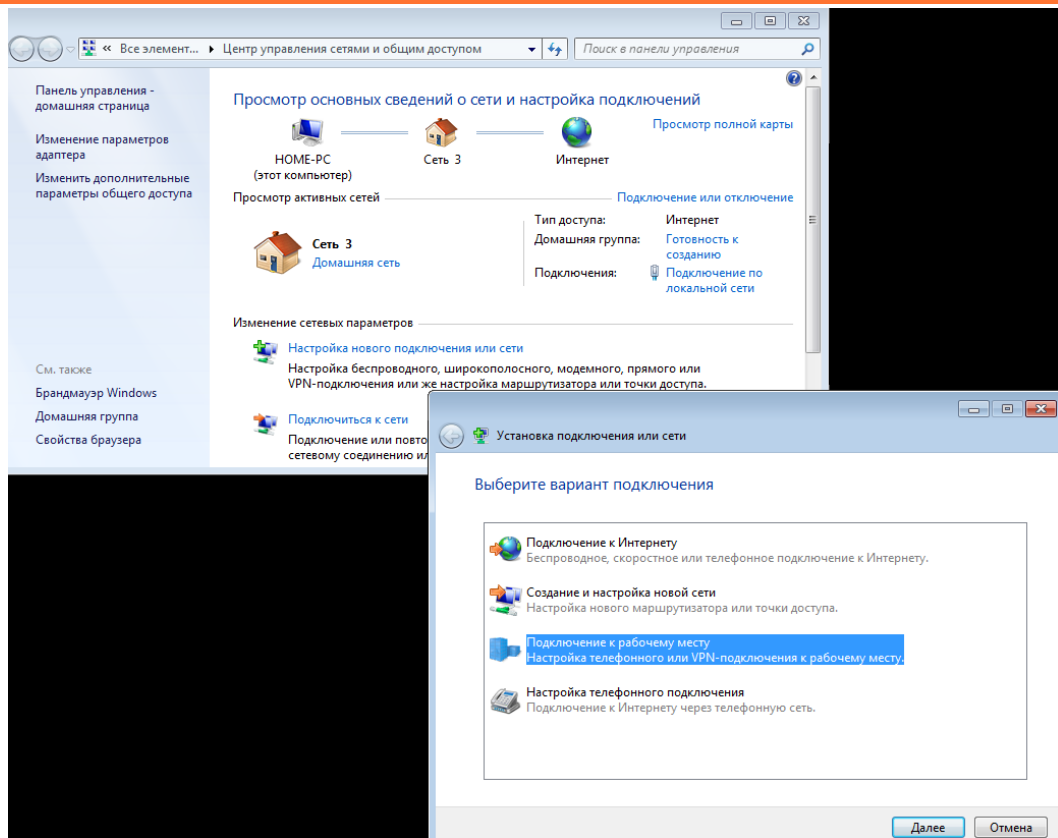 « Все элемент... ▸ Центр управления сетями и общим доступом
Поиск в панели управления
Панель управления -
домашняя страница
Изменение параметров
адаптера
Изменить дополнительные
параметры общего доступа
См. также
Брандмауэр Windows
Домашняя группа
Свойства браузера
Просмотр основных сведений о сети и настройка подключений
HOME-PC
(этот компьютер)
Сеть 3
Интернет
Просмотр полной карты
Просмотр активных сетей
Подключение или отключение
Сеть 3
Домашняя сеть
Тип доступа: Интернет
Домашняя группа: Готовность к
созданию
Подключения: Подключение по
локальной сети
Изменение сетевых параметров
Настройка нового подключения или сети
Настройка беспроводного, широкополосного, модемного, прямого или
VPN-подключения или же настройка маршрутизатора или точки доступа.
Подключиться к сети
Подключение или повто
сетевому соединению ил
Установка подключения или сети
Выберите вариант подключения
Подключение к Интернету
Беспроводное, скоростное или телефонное подключение к Интернету.
Создание и настройка новой сети
Настройка нового маршрутизатора или точки доступа.
Подключение к рабочему месту
Настройка телефонного или VPN-подключения к рабочему месту.
Настройка телефонного подключения
Подключение к Интернету через телефонную сеть.
Далее
Отмена